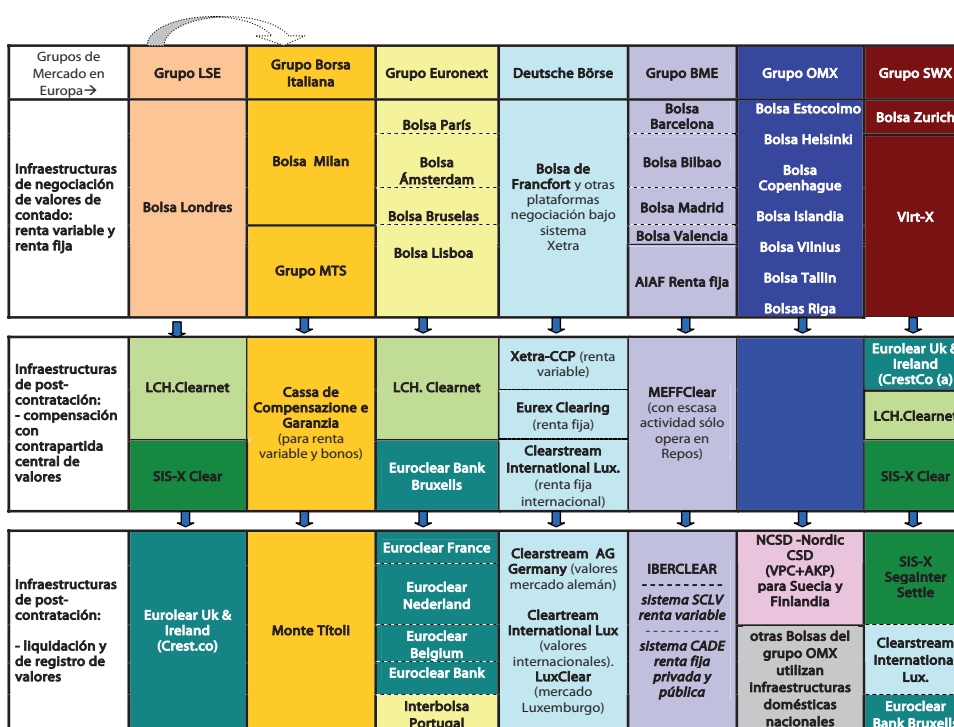 Grupos de
Mercado en
Europa→
Grupo LSE
Grupo Borsa
Italiana
Grupo Euronext
Deutsche Börse
Grupo BME
Grupo OMX
Grupo SWX
Infraestructuras
de negociación
de valores de
contado:
renta variable y
renta fija
Bolsa Londres
Bolsa Milan
Grupo MTS
Bolsa París
Bolsa
Ámsterdam
Bolsa Bruselas
Bolsa Lisboa
Bolsa de
Francfort y otras
plataformas
negociación bajo
sistema
Xetra
Bolsa
Barcelona
Bolsa Bilbao
Bolsa Madrid
Bolsa Valencia
AIAF Renta fija
Bolsa Estocolmo
Bolsa Helsinki
Bolsa
Copenhague
Bolsa Islandia
Bolsa Vilnius
Bolsa Tallin
Bolsas Riga
Bolsa Zurich
Virt-X
Infraestructuras
de post-
contratación:
- compensación
con
contrapartida
central de
valores
LCH.Clearnet
SIS-X Clear
Cassa de
Compensazione e
Garanzia
(para renta
variable y bonos)
LCH. Clearnet
Euroclear Bank
Bruxells
Xetra-CCP (renta
variable)
Eurex Clearing
(renta fija)
Clearstream
International Lux.
(renta fija
internacional)
MEFFClear
(con escasa
actividad sólo
opera en
Repos)
Eurolear Uk &
Ireland
(CrestCo (a)
LCH.Clearnet
SIS-X Clear
Infraestructuras
de post-
contratación:
- liquidación y
de registro de
valores
Eurolear Uk &
Ireland
(Crest.co)
Monte Títoli
Euroclear France
Euroclear
Nederland
Euroclear
Belgium
Euroclear Bank
Interbolsa
Portugal
Clearstream AG
Germany (valores
mercado alemán)
Cleartream
International Lux
(valores
internacionales).
LuxClear
(mercado
Luxemburgo)
IBERCLEAR
sistema SCLV
renta variable
sistema CADE
renta fija
privada y
pública
NCSD -Nordic
CSD
(VPC+AKP)
para Suecia y
Finlandia
otras Bolsas del
grupo OMX
utilizan
infraestructuras
domésticas
nacionales
SIS-X
SegaInter
Settle
Clearstream
International
Lux.
Euroclear
Bank Bruxells